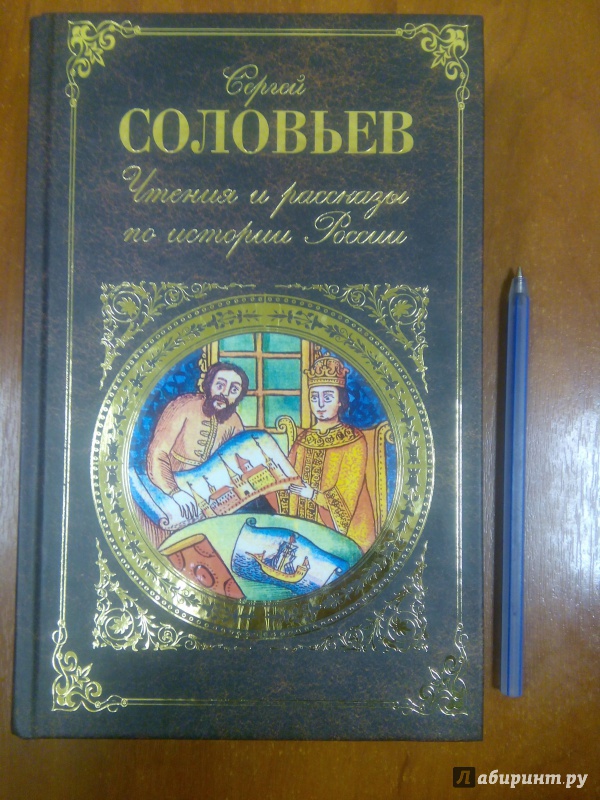 Сергей
СОЛОВЬЕВ
Чтения и рассказы
по истории России
Лабиринт.ру